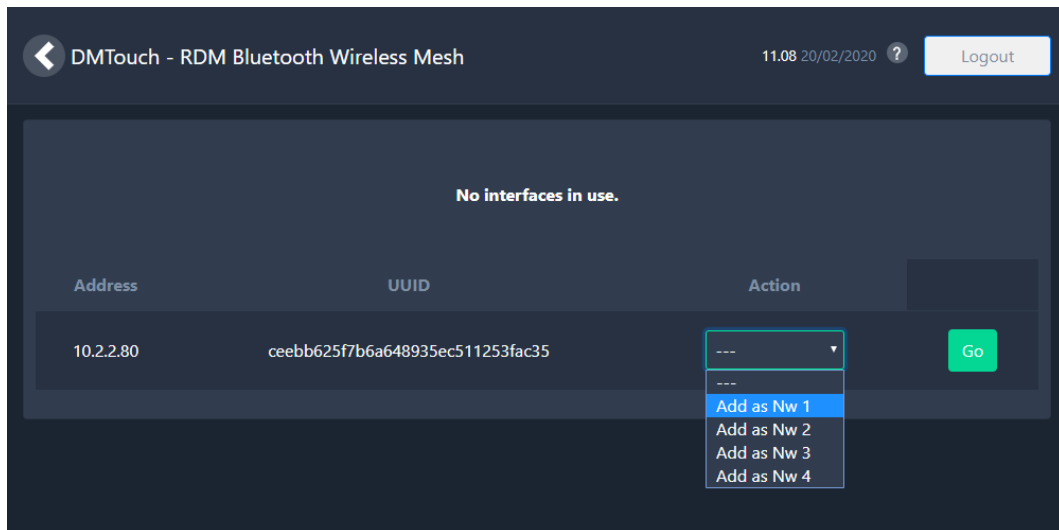 DMTouch - RDM Bluetooth Wireless Mesh 11.08 20/02/2020 ? Logout
No interfaces in use.
Address UUID Action
10.2.2.80 ceebb625f7b6a648935ec511253fac35 --- Go
---
Add as Nw 1
Add as Nw 2
Add as Nw 3
Add as Nw 4